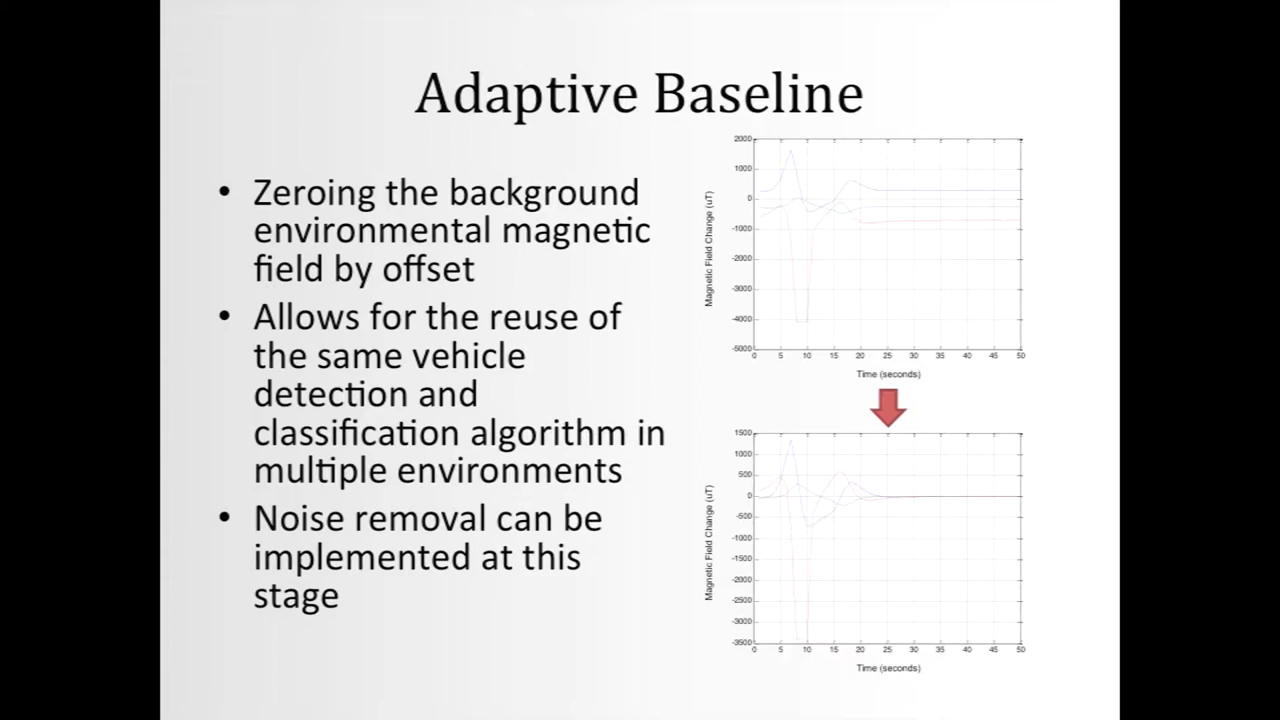 Adaptive Baseline
• Zeroing the background
environmental magnetic
field by offset
• Allows for the reuse of
the same vehicle
detection and
classification algorithm in
multiple environments
• Noise removal can be
implemented at this
stage
Magnetic Field Change (uT)
2000
1000
0
-1000
-2000
-3000
-4000
-5000
0 5 10 15 20 25 30 35 40 45 50
Time (seconds)
Magnetic Field Change (uT)
1500
1000
500
0
-500
-1000
-1500
-2000
-2500
-3000
-3500
0 5 10 15 20 25 30 35 40 45 50
Time (seconds)